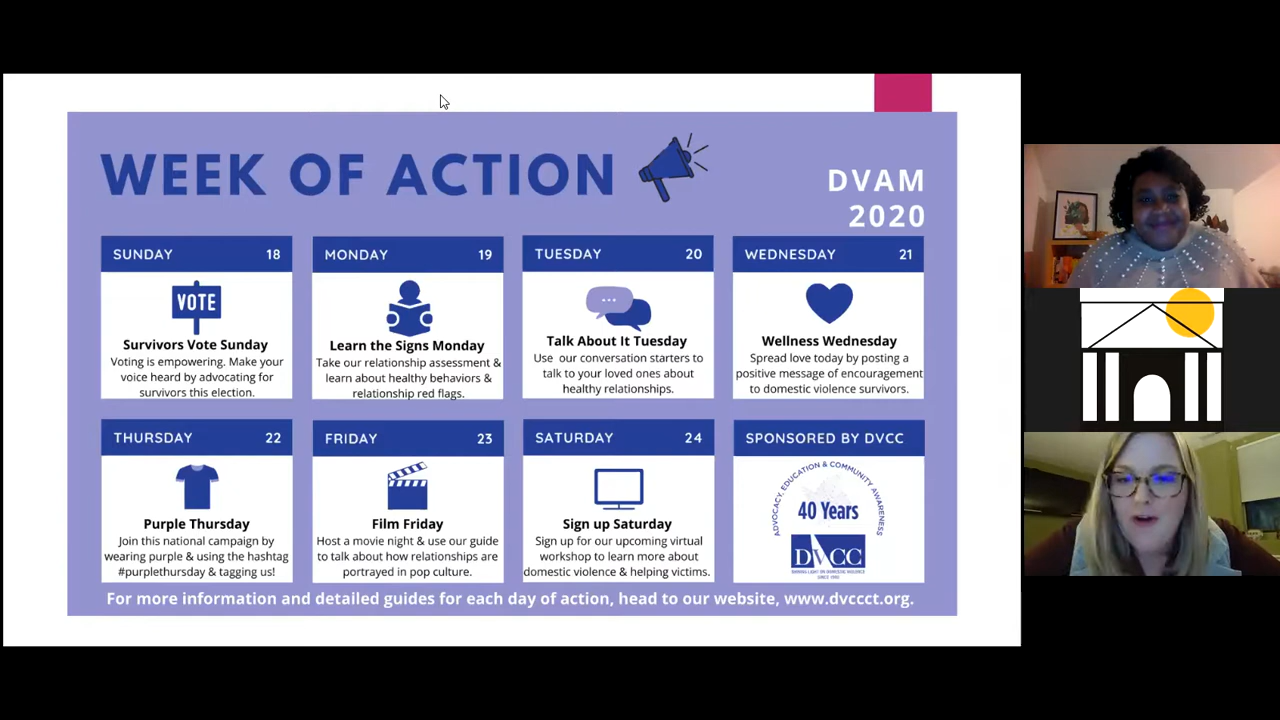 WEEK OF ACTION
DVAM
2020
SUNDAY 18
VOTE
Survivors Vote Sunday
Voting is empowering. Make your
voice heard by advocating for
survivors this election.
MONDAY 19
Learn the Signs Monday
Take our relationship assessment &
learn about healthy behaviors &
relationship red flags.
TUESDAY 20
Talk About It Tuesday
Use our conversation starters to
talk to your loved ones about
healthy relationships.
WEDNESDAY 21
Wellness Wednesday
Spread love today by posting a
positive message of encouragement
to domestic violence survivors.
THURSDAY 22
Purple Thursday
Join this national campaign by
wearing purple & using the hashtag
#purplethursday & tagging us!
FRIDAY 23
Film Friday
Host a movie night & use our guide
to talk about how relationships are
portrayed in pop culture.
SATURDAY 24
Sign up Saturday
Sign up for our upcoming virtual
workshop to learn more about
domestic violence & helping victims.
SPONSORED BY DVCC
ADVOCACY, EDUCATION & COMMUNITY AWARENESS
40 Years
DVCC
For more information and detailed guides for each day of action, head to our website, www.dvccct.org.